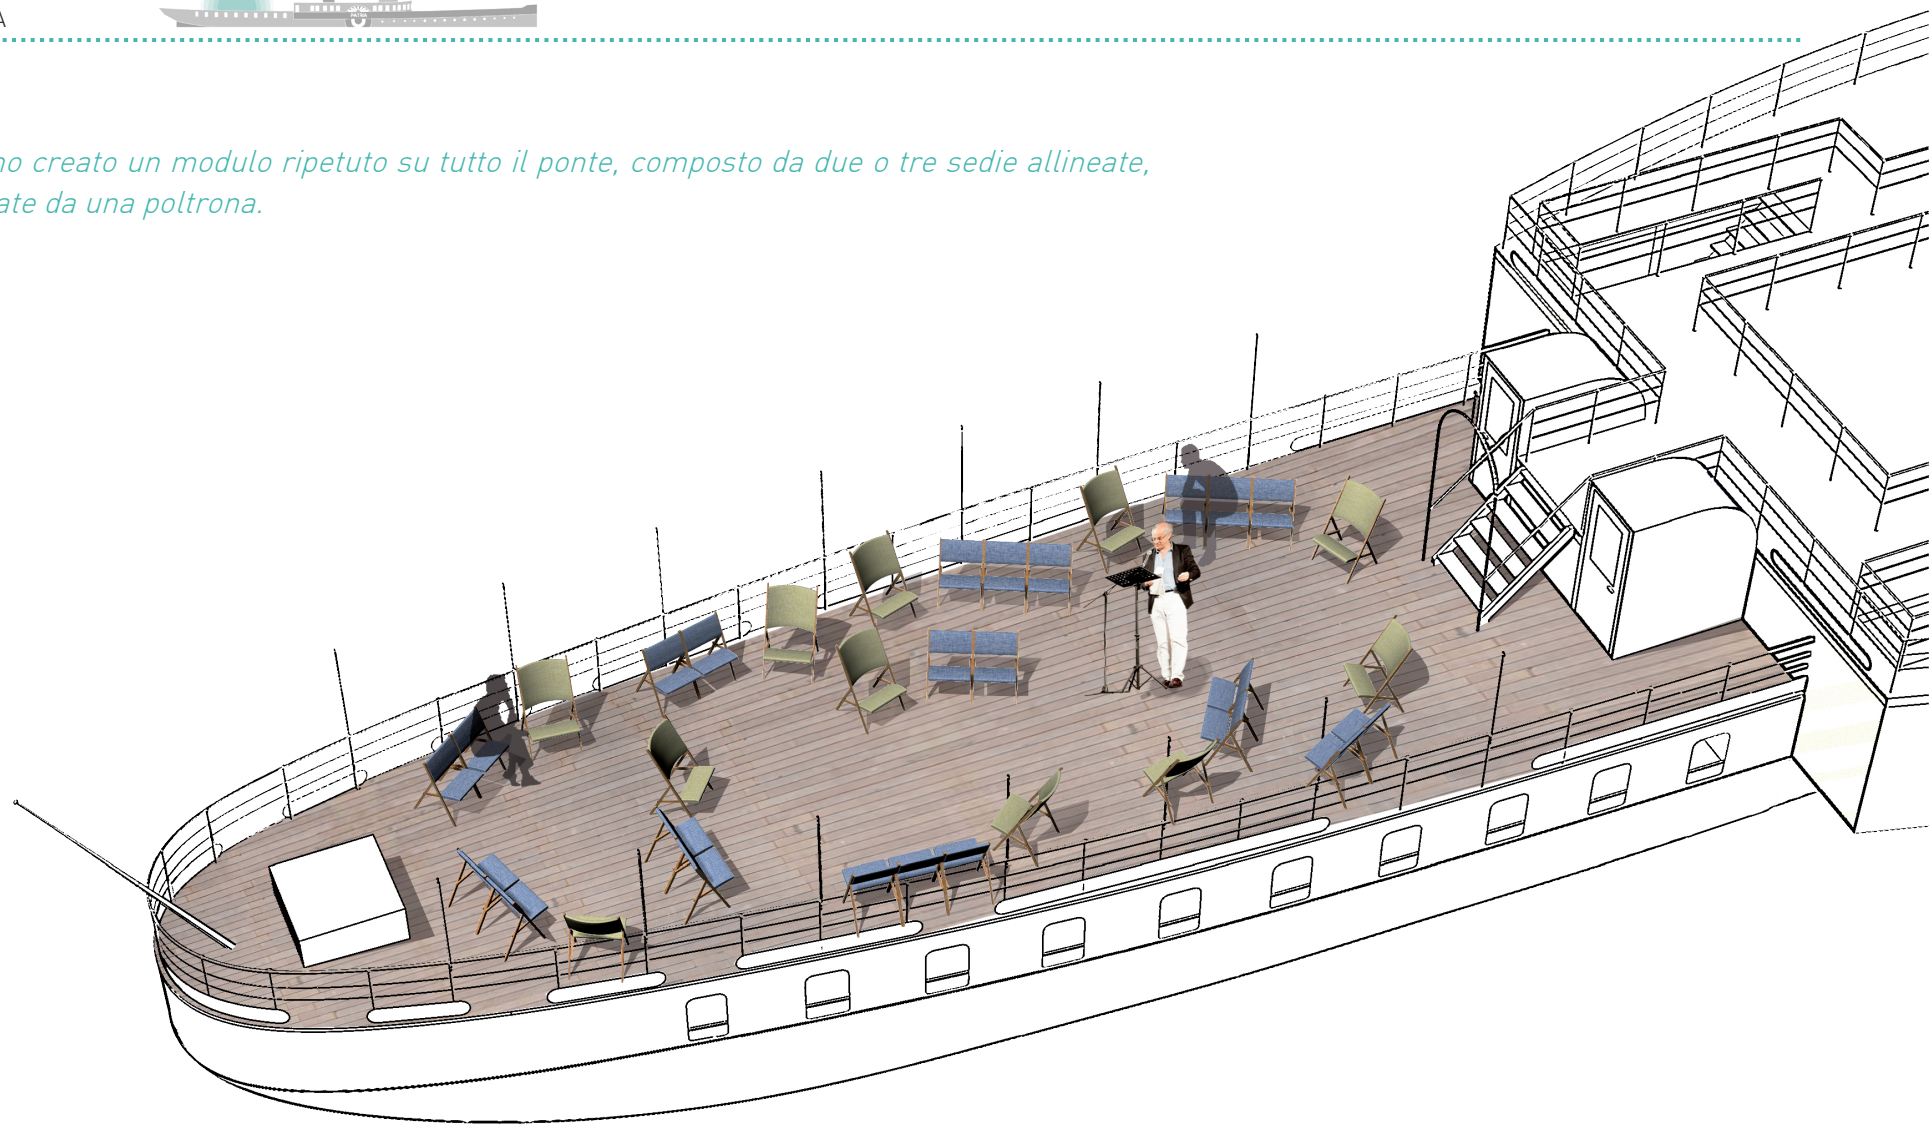 A
PATRIA
no creato un modulo ripetuto su tutto il ponte, composto da due o tre sedie allineate,
ate da una poltrona.